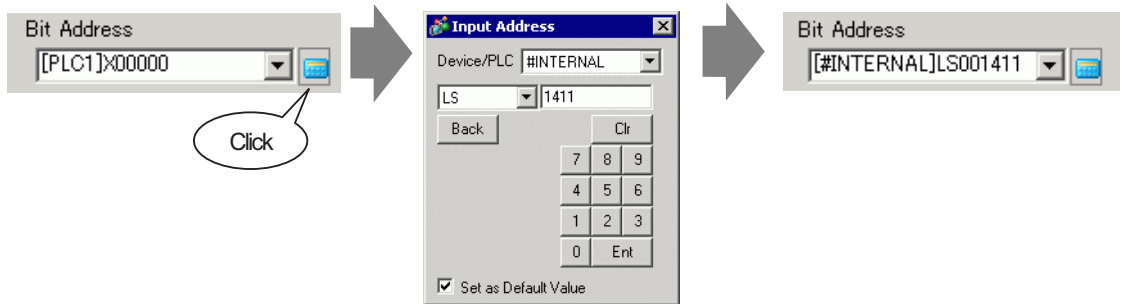 Bit Address
[PLC1]X00000
Click
Input Address
Device/PLC #INTERNAL
LS 1411
Back Clr
7 8 9
4 5 6
1 2 3
0 Ent
Set as Default Value
Bit Address
[#INTERNAL]LS001411